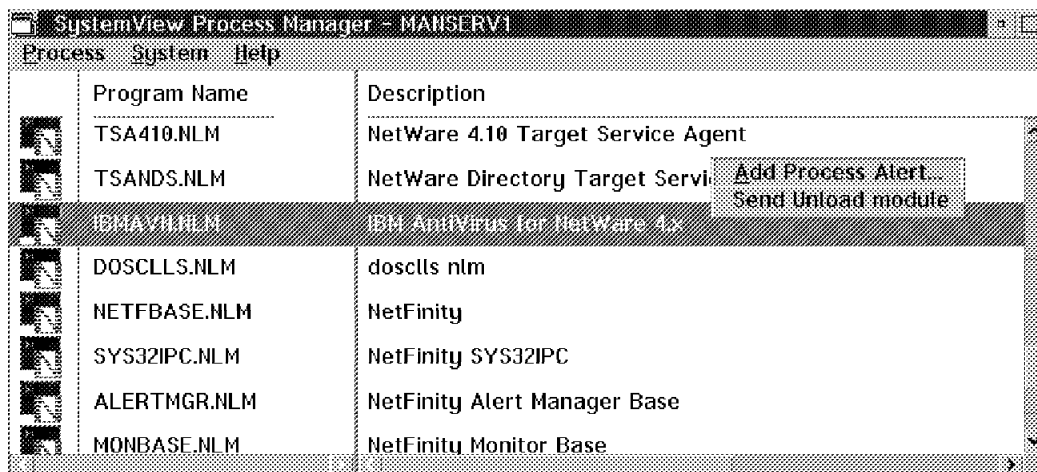 SystemView Process Manager - MANSERV1
Process System Help
Program Name Description
TSA410.NLM NetWare 4.10 Target Service Agent
TSANDS.NLM NetWare Directory Target Servi
Add Process Alert...
Send Unload module
IBMAVN.NLM IBM AntiVirus for NetWare 4.x
DOSCLLS.NLM dosclls nlm
NETFBASE.NLM NetFinity
SYS32IPC.NLM NetFinity SYS32IPC
ALERTMGR.NLM NetFinity Alert Manager Base
MONBASE.NLM NetFinity Monitor Base